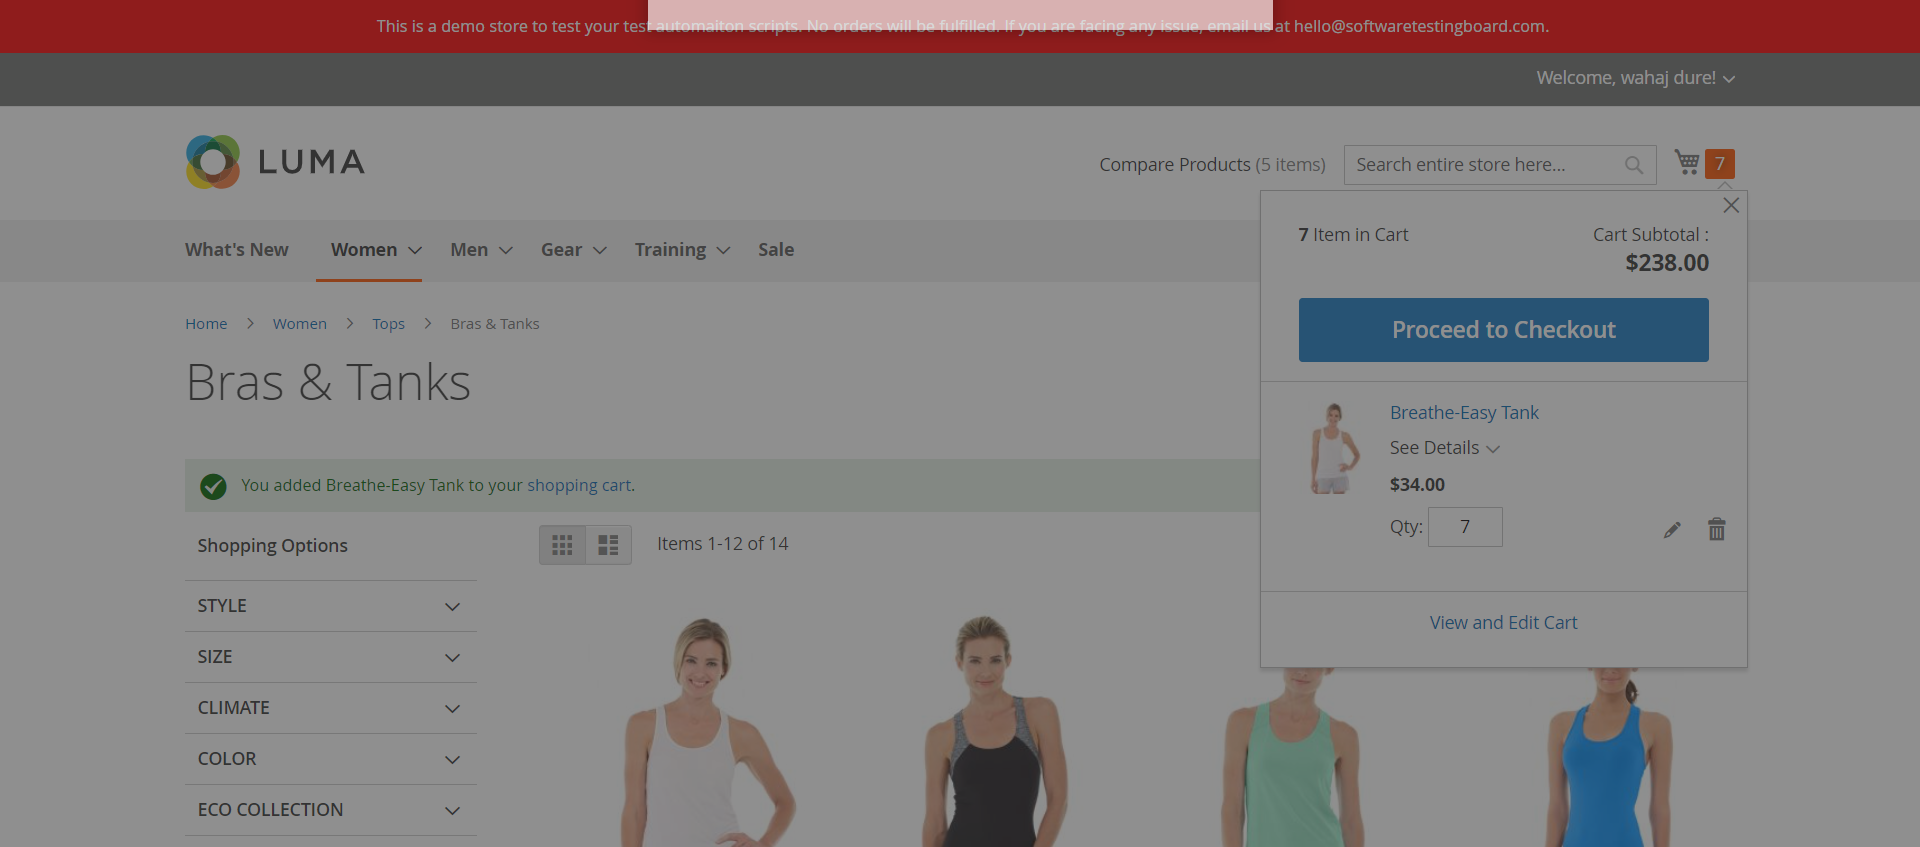 This is a demo store to test your test automaiton scripts. No orders will be fulfilled. If you are facing any issue, email us at hello@softwaretestingboard.com.
Welcome, wahaj dure!
LUMA
Compare Products (5 items)
Search entire store here...
7
What's New
Women
Men
Gear
Training
Sale
7 Item in Cart
Cart Subtotal :
$238.00
Proceed to Checkout
Breathe-Easy Tank
See Details
$34.00
Qty: 7
View and Edit Cart
Home > Women > Tops > Bras & Tanks
Bras & Tanks
You added Breathe-Easy Tank to your shopping cart.
Shopping Options
Items 1-12 of 14
STYLE
SIZE
CLIMATE
COLOR
ECO COLLECTION